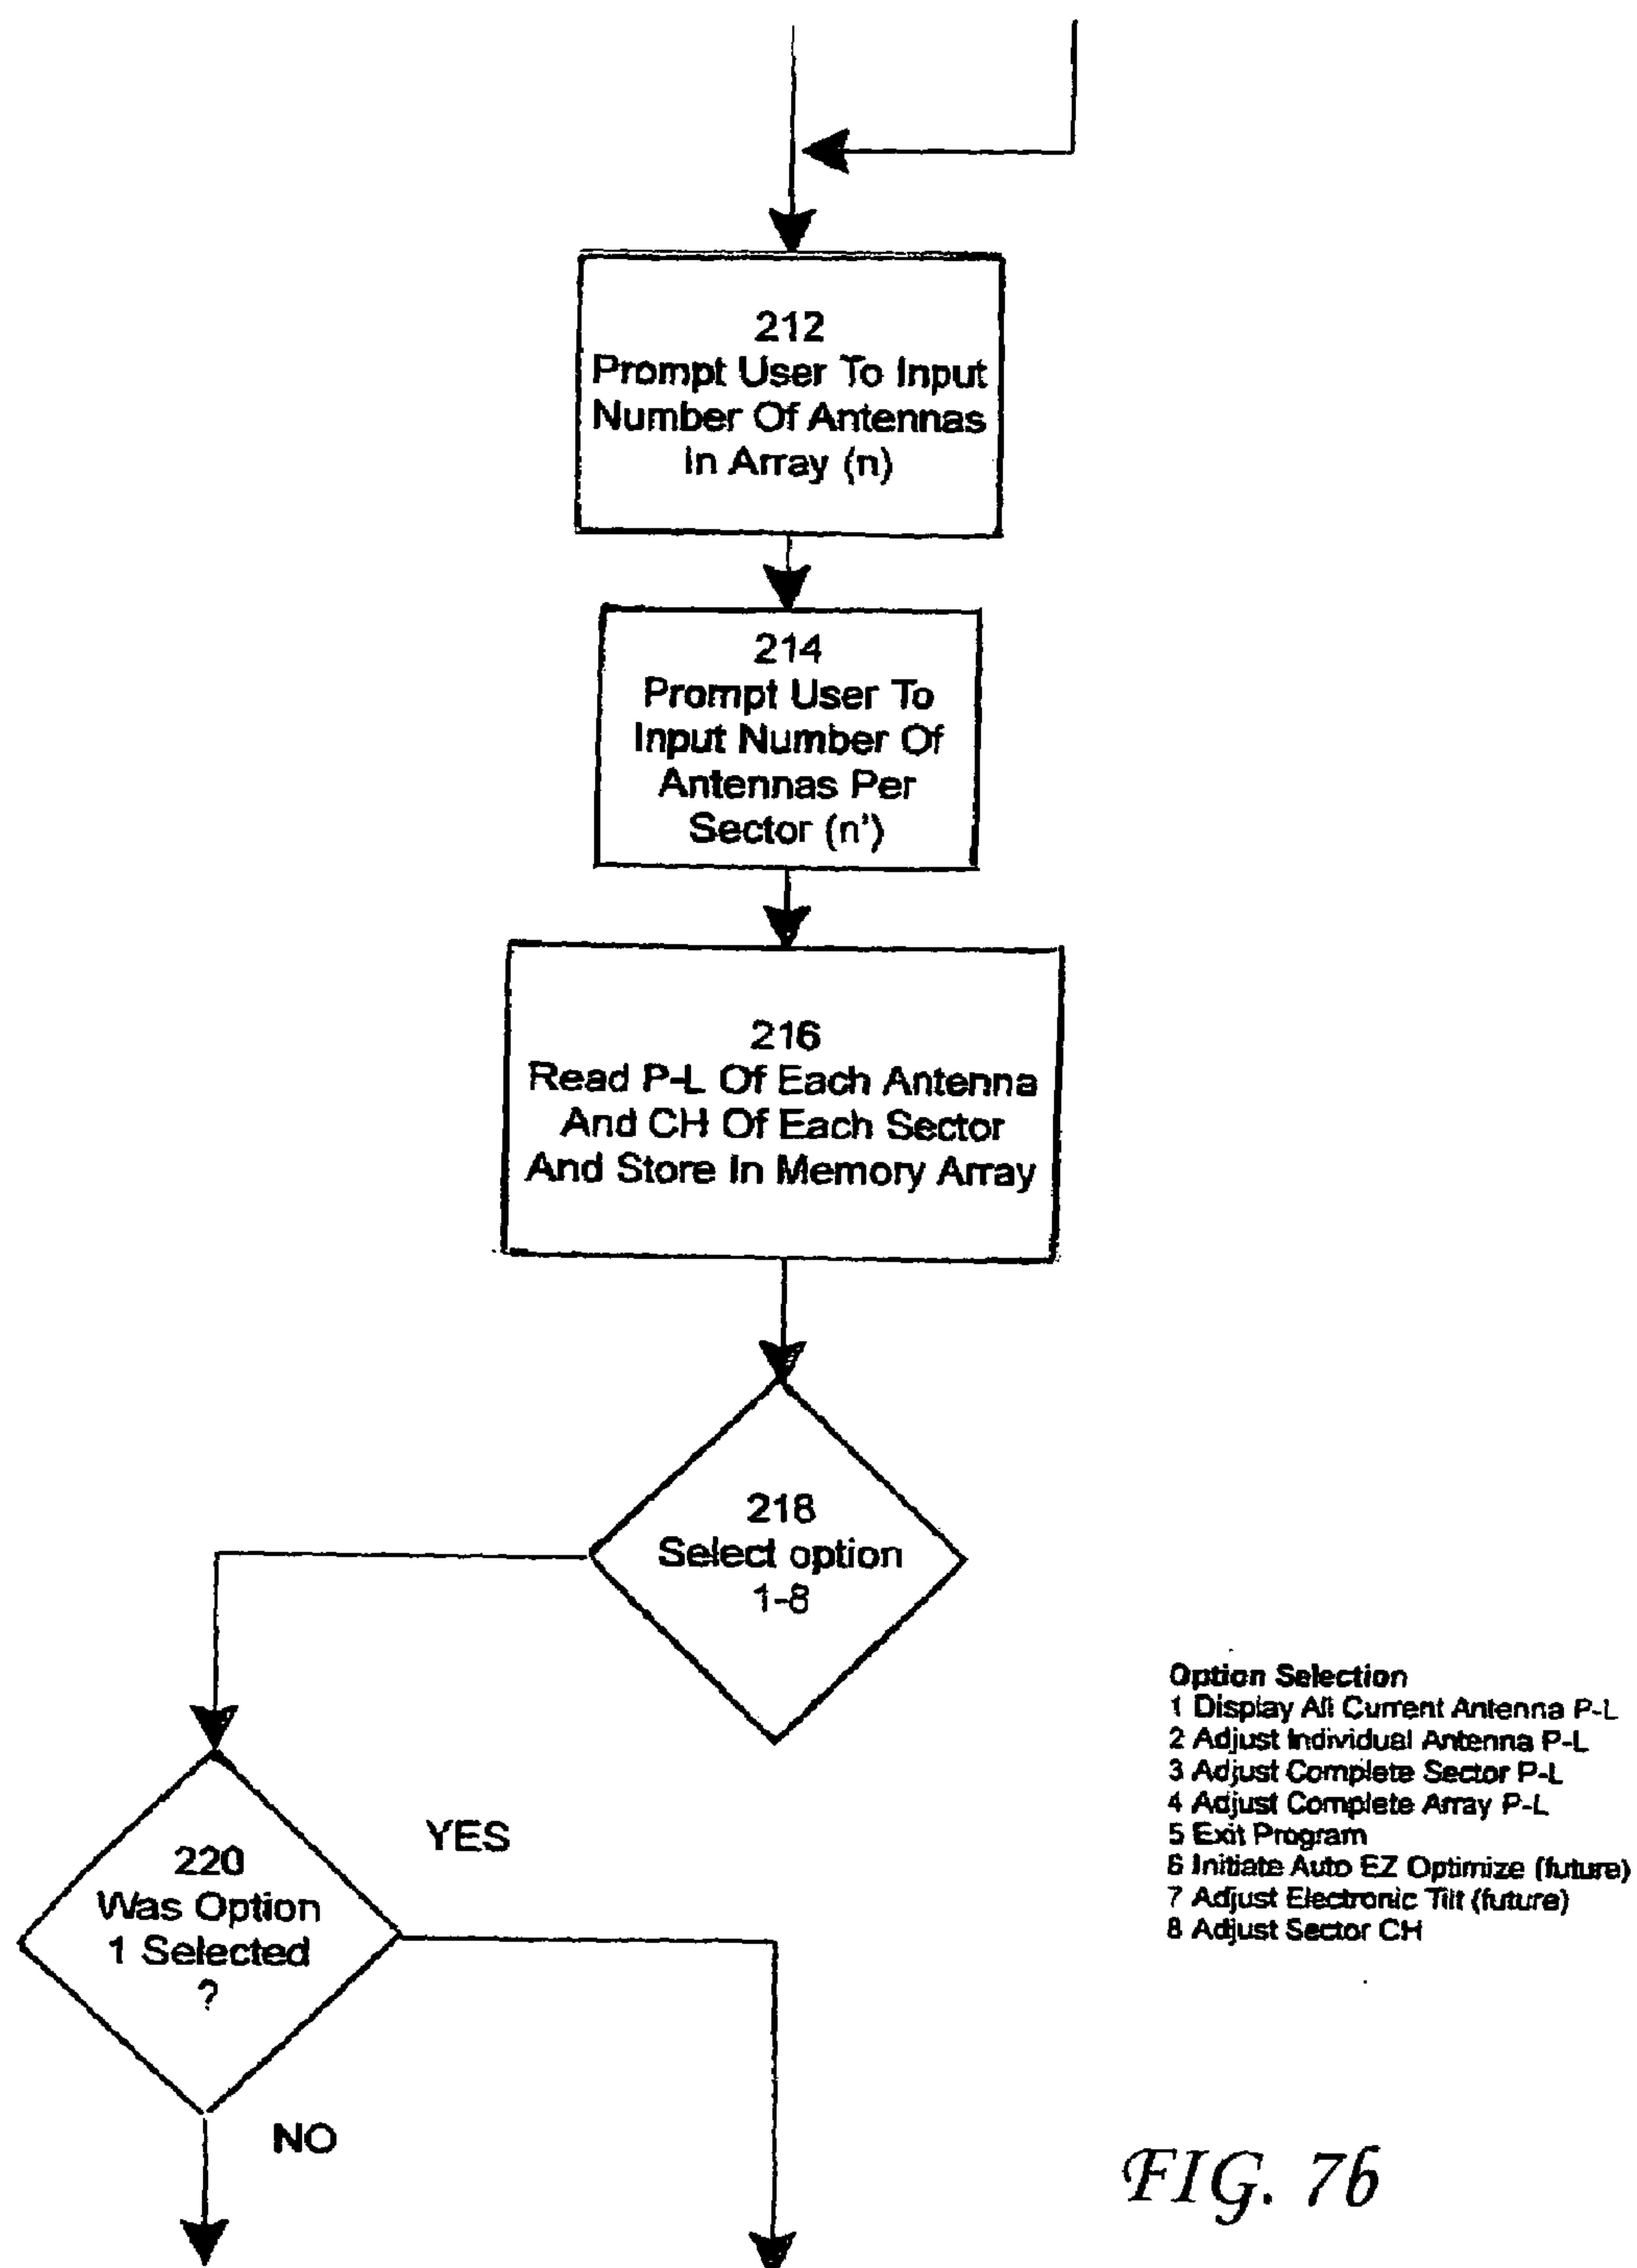 212
Prompt User To Input
Number Of Antennas
In Array (n)
214
Prompt User To
Input Number Of
Antennas Per
Sector (n')
216
Read P-L Of Each Antenna
And CH Of Each Sector
And Store In Memory Array
218
Select option
1-8
Option Selection
1 Display All Current Antenna P-L
2 Adjust Individual Antenna P-L
3 Adjust Complete Sector P-L
4 Adjust Complete Array P-L
5 Exit Program
6 Initiate Auto EZ Optimize (future)
7 Adjust Electronic Tilt (future)
8 Adjust Sector CH
YES
220
Was Option
1 Selected
?
NO
FIG. 7b